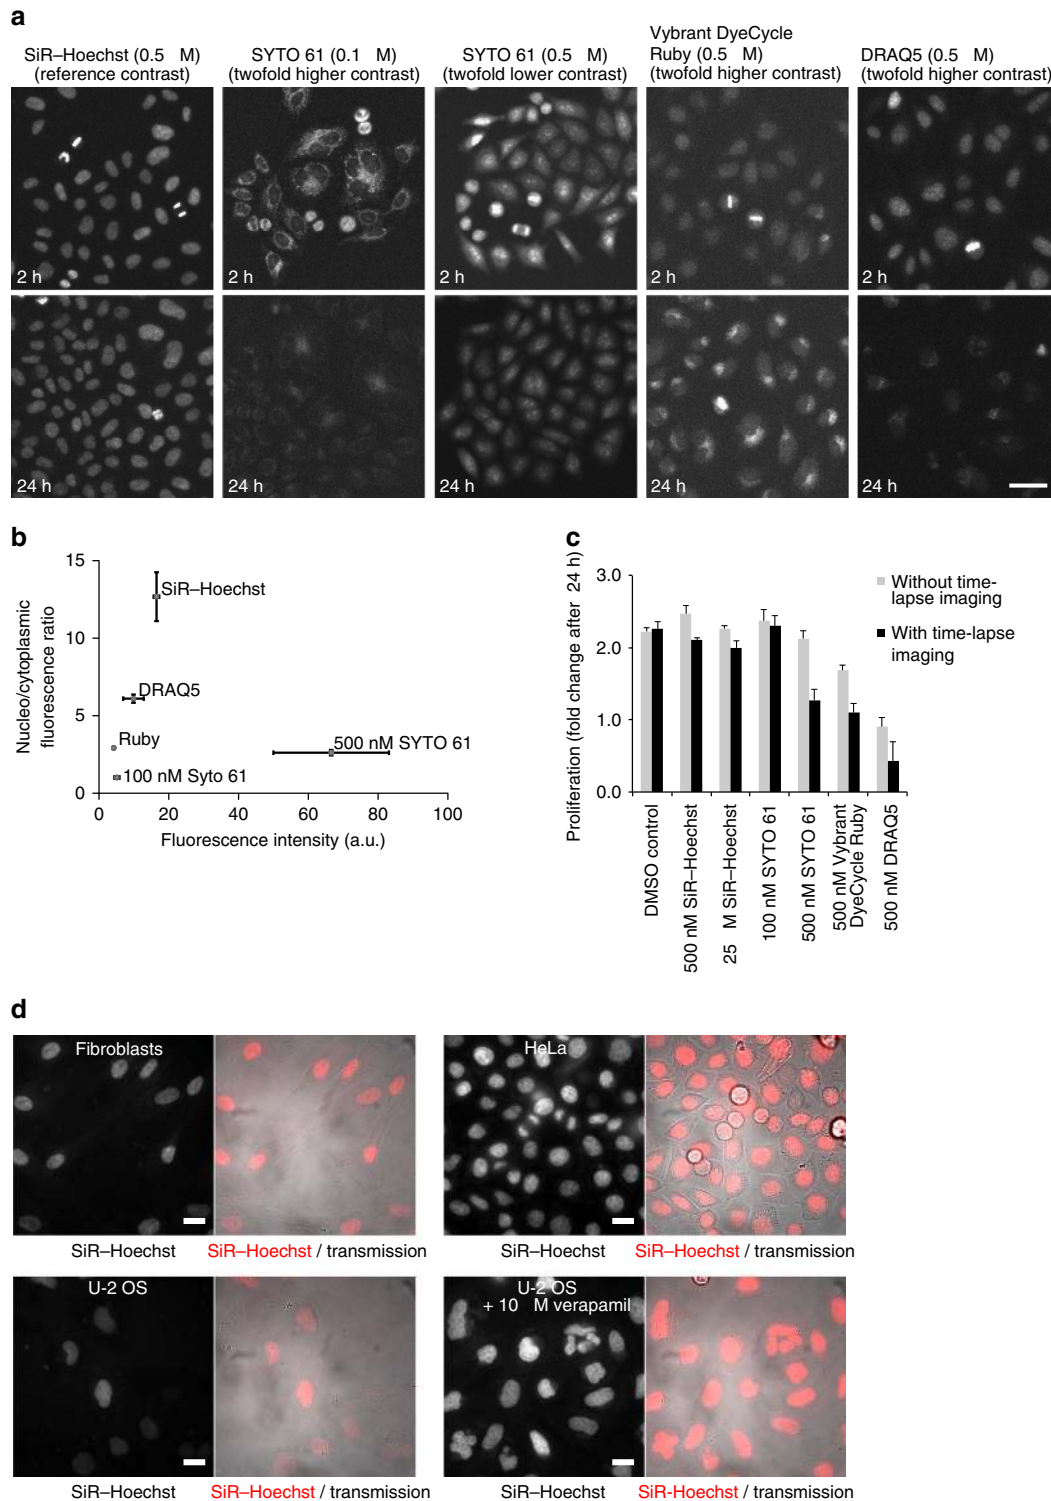 a
SiR–Hoechst (0.5 M)
(reference contrast)
SYTO 61 (0.1 M)
(twofold higher contrast)
SYTO 61 (0.5 M)
(twofold lower contrast)
Vybrant DyeCycle
Ruby (0.5 M)
(twofold higher contrast)
DRAQ5 (0.5 M)
(twofold higher contrast)
2 h
2 h
2 h
2 h
2 h
24 h
24 h
24 h
24 h
24 h
b
Nucleo/cytoplasmic
fluorescence ratio
15
10
5
0
SiR–Hoechst
DRAQ5
Ruby
500 nM SYTO 61
100 nM Syto 61
0 20 40 60 80 100
Fluorescence intensity (a.u.)
c
Proliferation (fold change after 24 h)
3.0
2.0
1.0
0.0
Without time-
lapse imaging
With time-lapse
imaging
DMSO control
500 nM SiR–Hoechst
25 M SiR–Hoechst
100 nM SYTO 61
500 nM SYTO 61
500 nM Vybrant
DyeCycle Ruby
500 nM DRAQ5
d
Fibroblasts
HeLa
SiR–Hoechst
SiR–Hoechst / transmission
SiR–Hoechst
SiR–Hoechst / transmission
U-2 OS
U-2 OS
+ 10 M verapamil
SiR–Hoechst
SiR–Hoechst / transmission
SiR–Hoechst
SiR-Hoechst / transmission